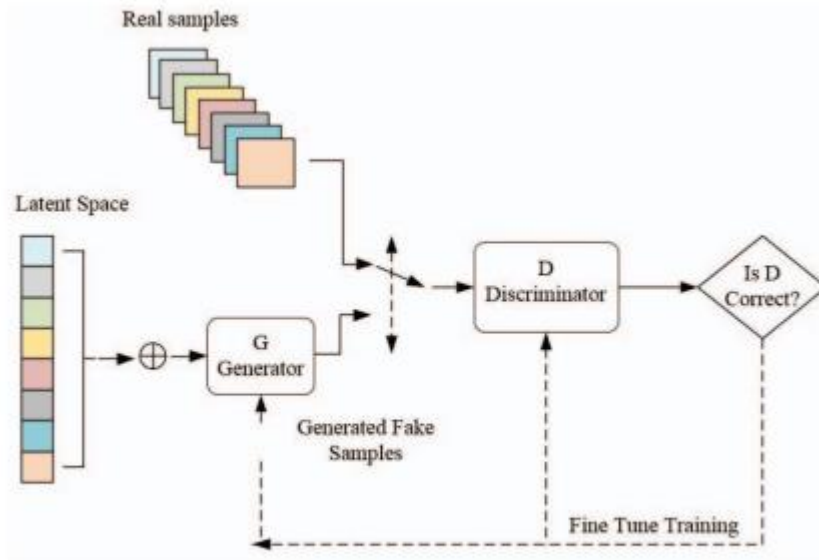 Real samples
Latent Space
D
Discriminator
Is D
Correct?
G
Generator
Generated Fake
Samples
Fine Tune Training